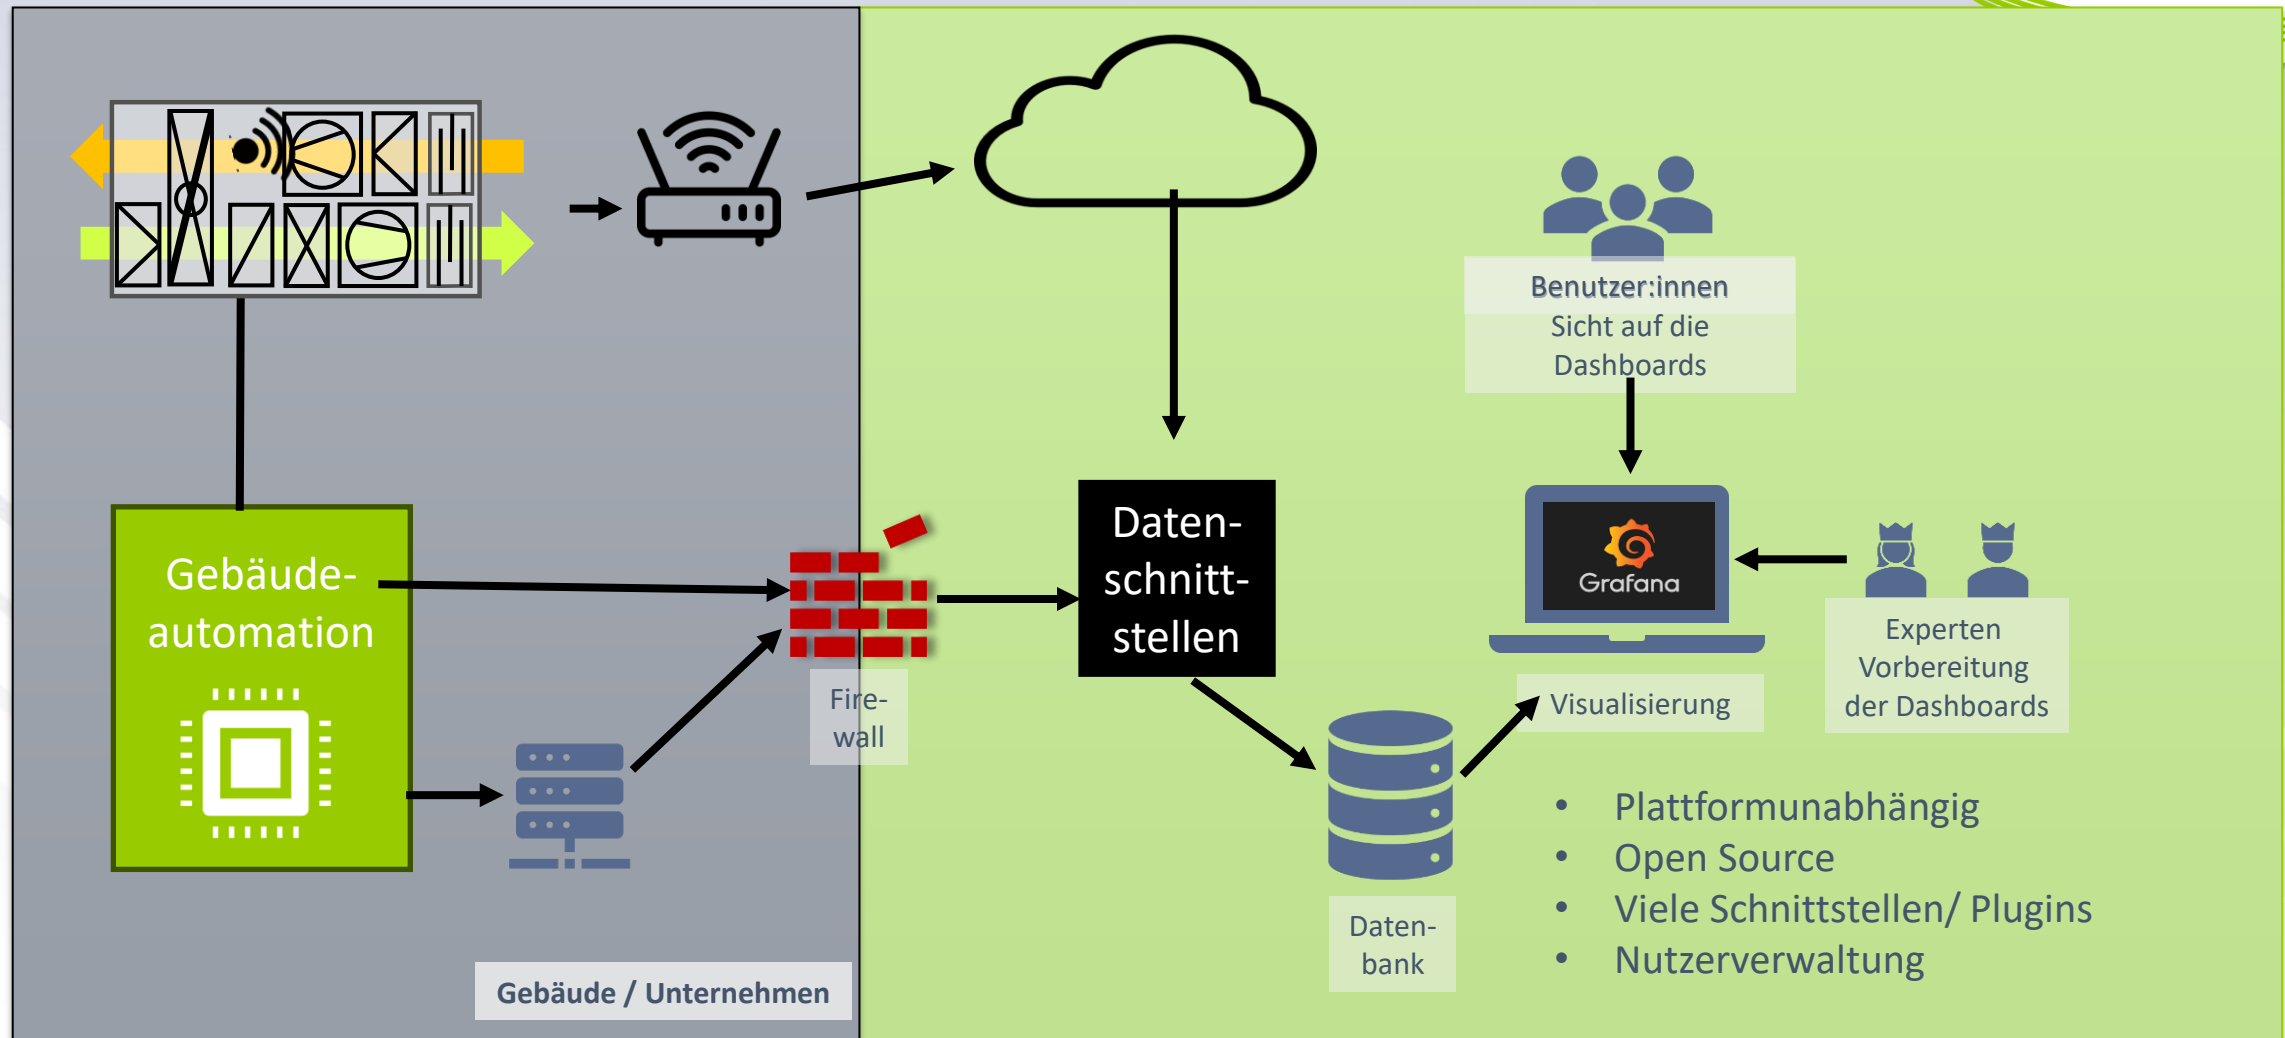 Benutzer:innen
Sicht auf die
Dashboards
Gebäude-
automation
Fire-
wall
Daten-
schnitt-
stellen
Grafana
Visualisierung
Experten
Vorbereitung
der Dashboards
Daten-
bank
• Plattformunabhängig
• Open Source
• Viele Schnittstellen/ Plugins
• Nutzerverwaltung
Gebäude / Unternehmen